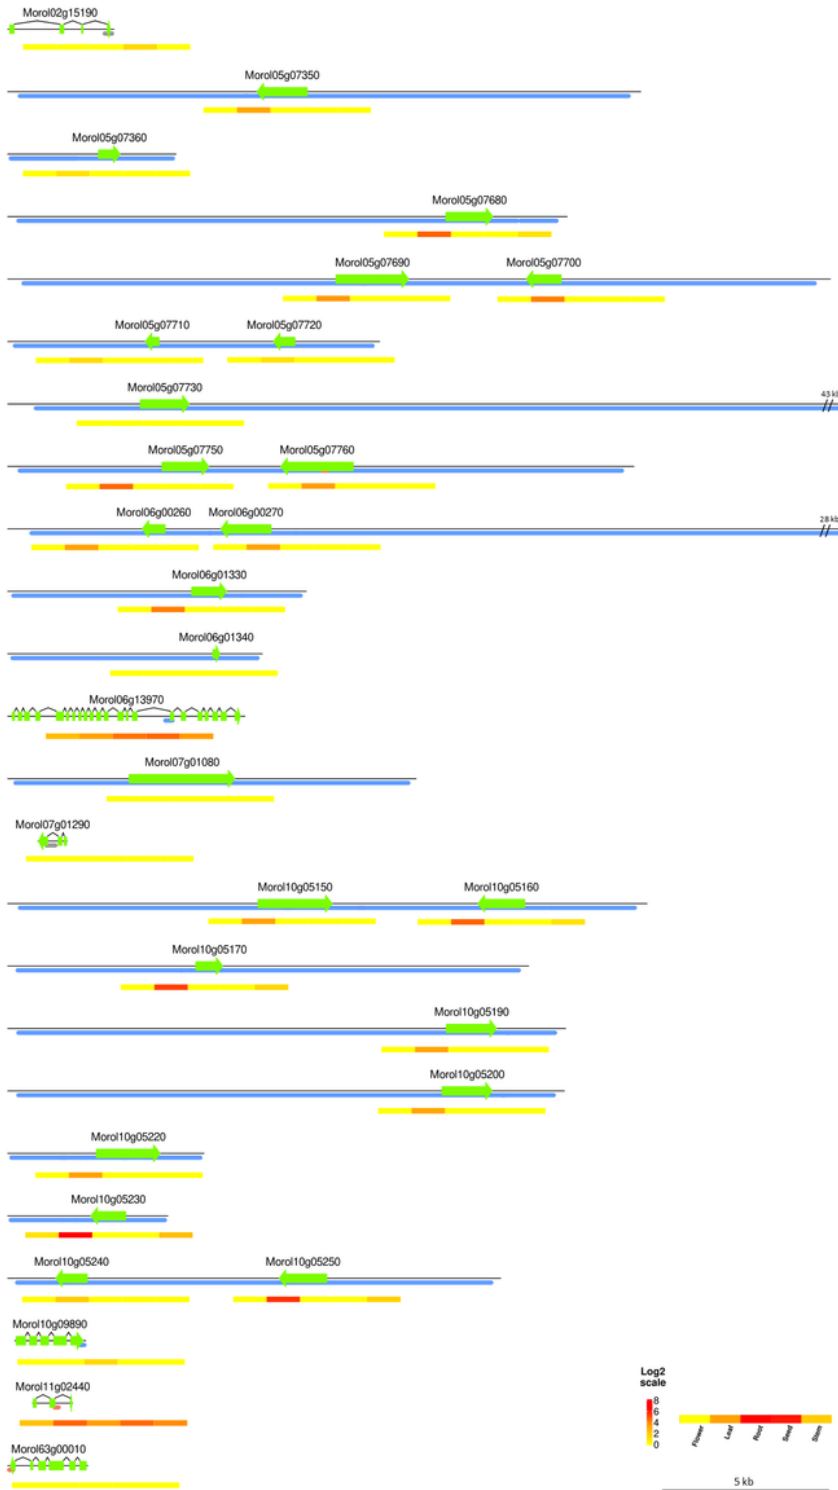 Morol02g15190
Morol05g07350
Morol05g07360
Morol05g07680
Morol05g07690 Morol05g07700
Morol05g07710 Morol05g07720
Morol05g07730
43 kb
Morol05g07750 Morol05g07760
Morol06g00260 Morol06g00270
28 kb
Morol06g01330
Morol06g01340
Morol06g13970
Morol07g01080
Morol07g01290
Morol10g05150 Morol10g05160
Morol10g05170
Morol10g05190
Morol10g05200
Morol10g05220
Morol10g05230
Morol10g05240 Morol10g05250
Morol10g09890
Morol11g02440
Morol63g00010
Log2
scale
8
6
4
2
0
Flower Leaf Root Seed Stem
5 kb